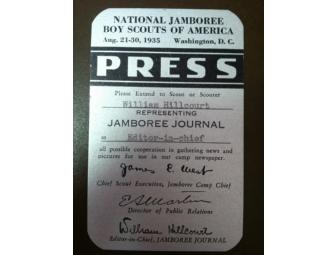 NATIONAL JAMBOREE
BOY SCOUTS OF AMERICA
Aug. 21-30, 1935 Washington, D. C.
PRESS
Please Extend to Scout or Scouter
William Hillcourt
REPRESENTING
JAMBOREE JOURNAL
as Editor-in-chief
all possible cooperation in gathering news and
pictures for use in our camp newspaper.
James E. West
Chief Scout Executive, Jamboree Camp Chief
E S Martin
Director of Public Relations
William Hillcourt
Editor-in-Chief, JAMBOREE JOURNAL